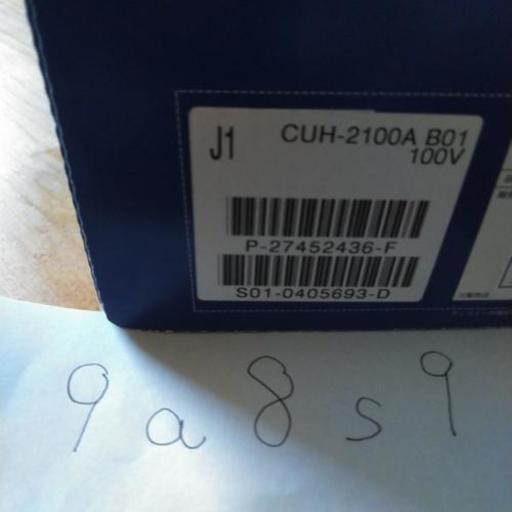 J1
CUH-2100A B01
100V
P-27452436-F
S01-0405693-D
9a8s9